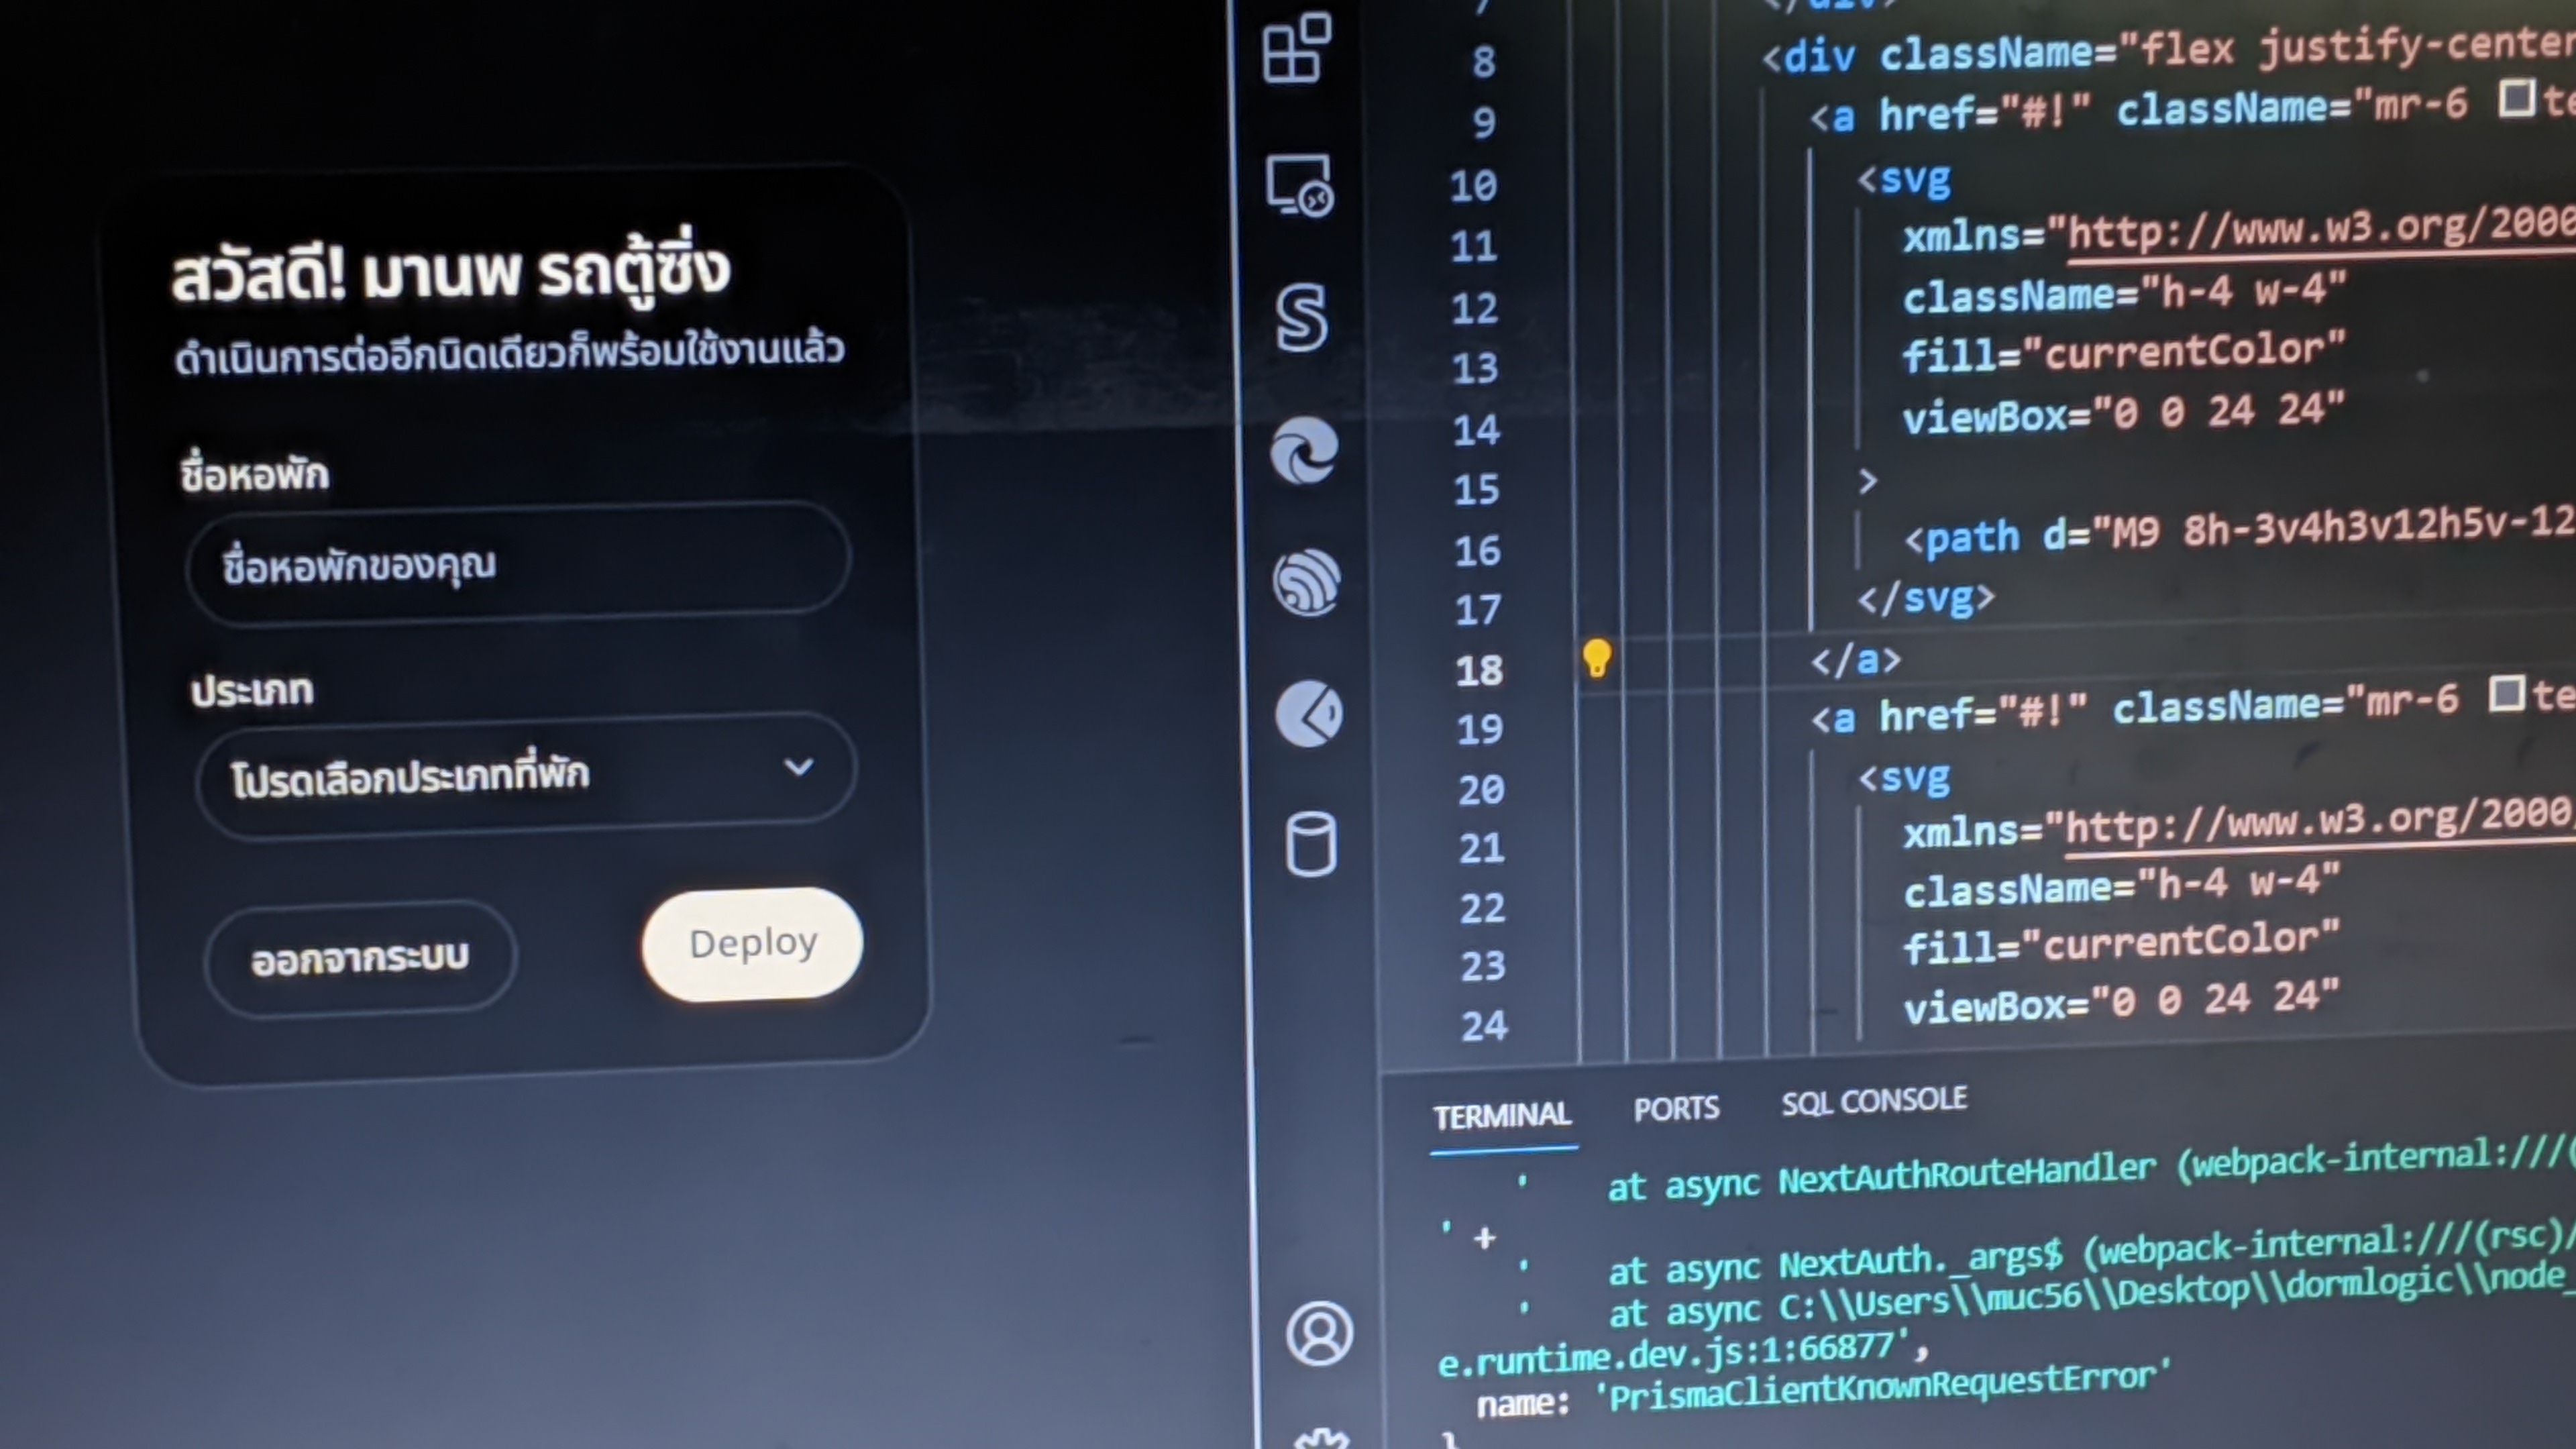 สวัสดี! มานพ รถตู้ซิ่ง
ดำเนินการต่ออีกนิดเดียวก็พร้อมใช้งานแล้ว
ชื่อหอพัก
ชื่อหอพักของคุณ
ประเภท
โปรดเลือกประเภทที่พัก
ออกจากระบบ
Deploy
7 </div>
8 <div className="flex justify-center
9 <a href="#!" className="mr-6
10 <svg
11 xmlns="http://www.w3.org/2000
12 className="h-4 w-4"
13 fill="currentColor"
14 viewBox="0 0 24 24"
15 >
16 <path d="M9 8h-3v4h3v12h5v-12
17 </svg>
18 </a>
19 <a href="#!" className="mr-6
20 <svg
21 xmlns="http://www.w3.org/2000
22 className="h-4 w-4"
23 fill="currentColor"
24 viewBox="0 0 24 24"
TERMINAL PORTS SQL CONSOLE
' at async NextAuthRouteHandler (webpack-internal:///(
' +
' at async NextAuth._args$ (webpack-internal:///(rsc)/
' at async C:\\Users\\muc56\\Desktop\\dormlogic\\node_
e.runtime.dev.js:1:66877',
name: 'PrismaClientKnownRequestError'
}